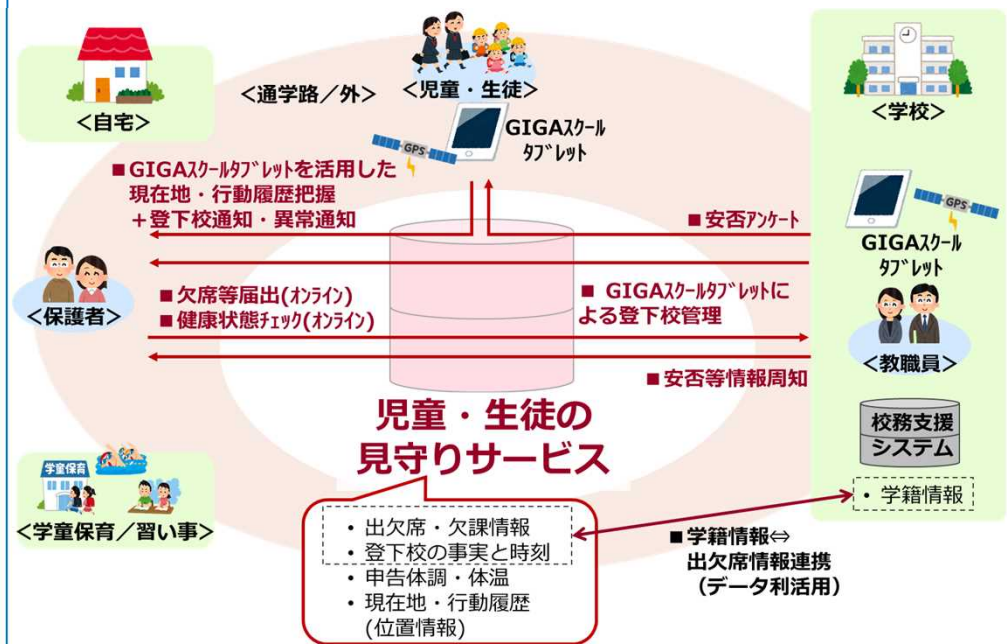 <自宅>
<通学路/外>
<児童・生徒>
GIGAスクール
タブレット
GPS
■GIGAスクールタブレットを活用した
現在地・行動履歴把握
+登下校通知・異常通知
<保護者>
■欠席等届出(オンライン)
■健康状態チェック(オンライン)
学童保育
<学童保育/習い事>
<学校>
GPS
GIGAスクール
タブレット
■安否アンケート
■GIGAスクールタブレットに
よる登下校管理
<教職員>
■安否等情報周知
児童・生徒の
見守りサービス
校務支援
システム
・学籍情報
・出欠席・欠課情報
・登下校の事実と時刻
・申告体調・体温
・現在地・行動履歴
(位置情報)
■学籍情報⇔
出欠席情報連携
(データ利活用)